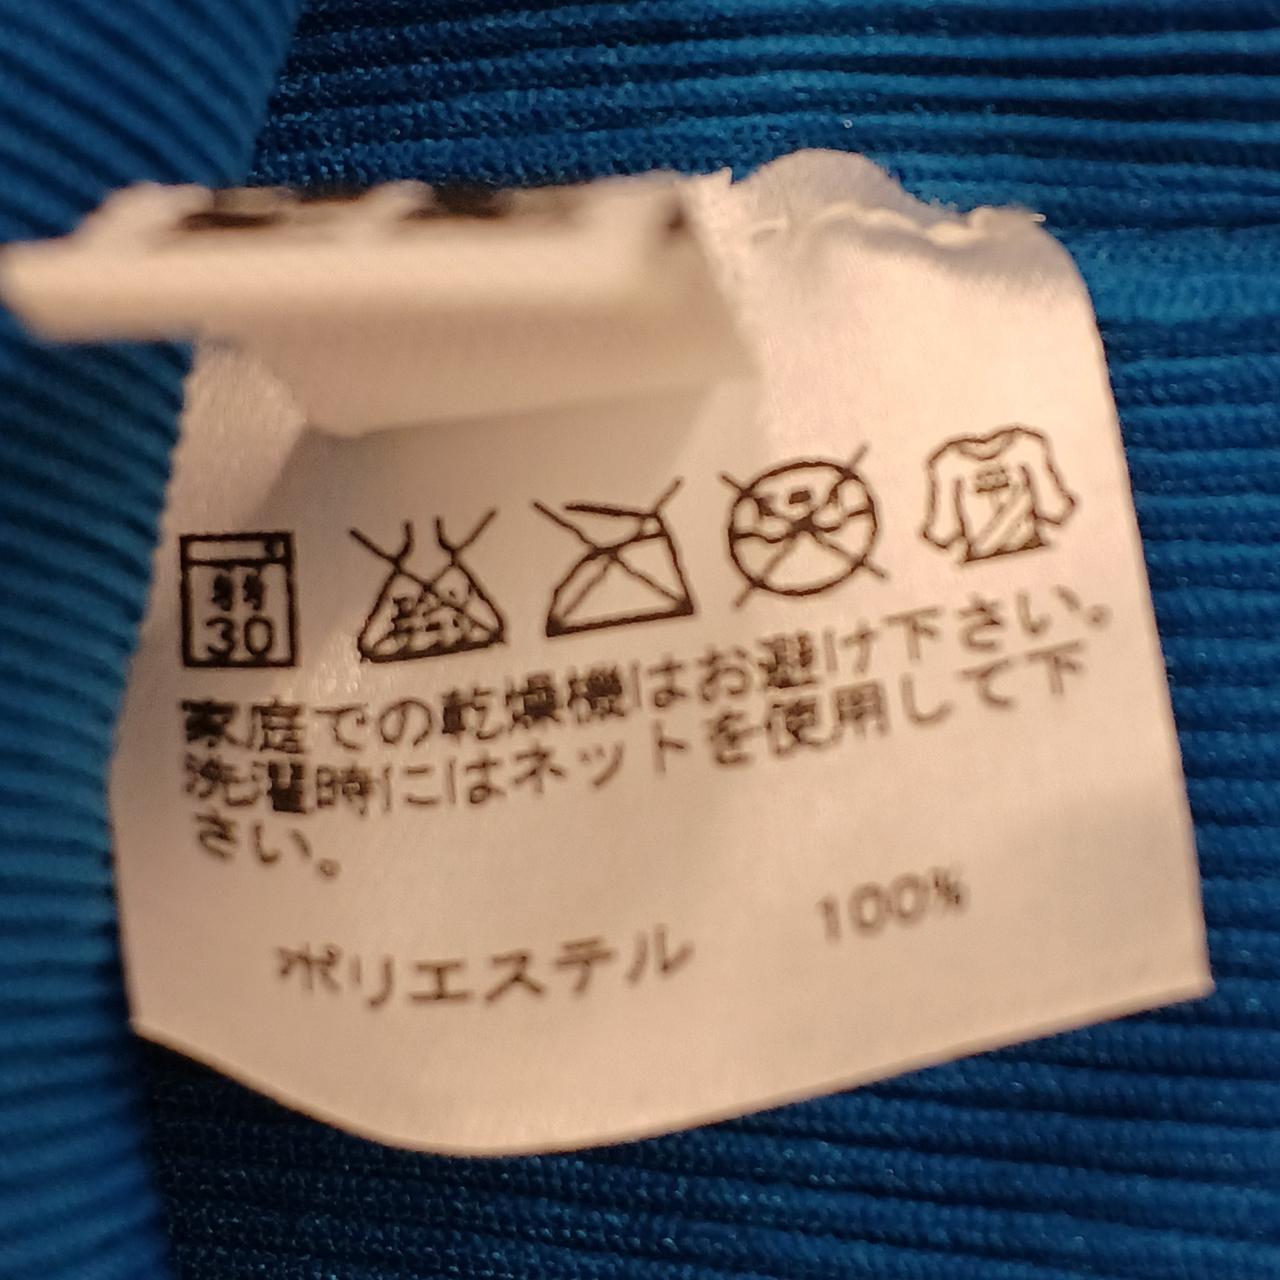 弱
30
家庭での乾燥機はお避け下さい。
洗濯時にはネットを使用して下
さい。
ポリエステル 100%